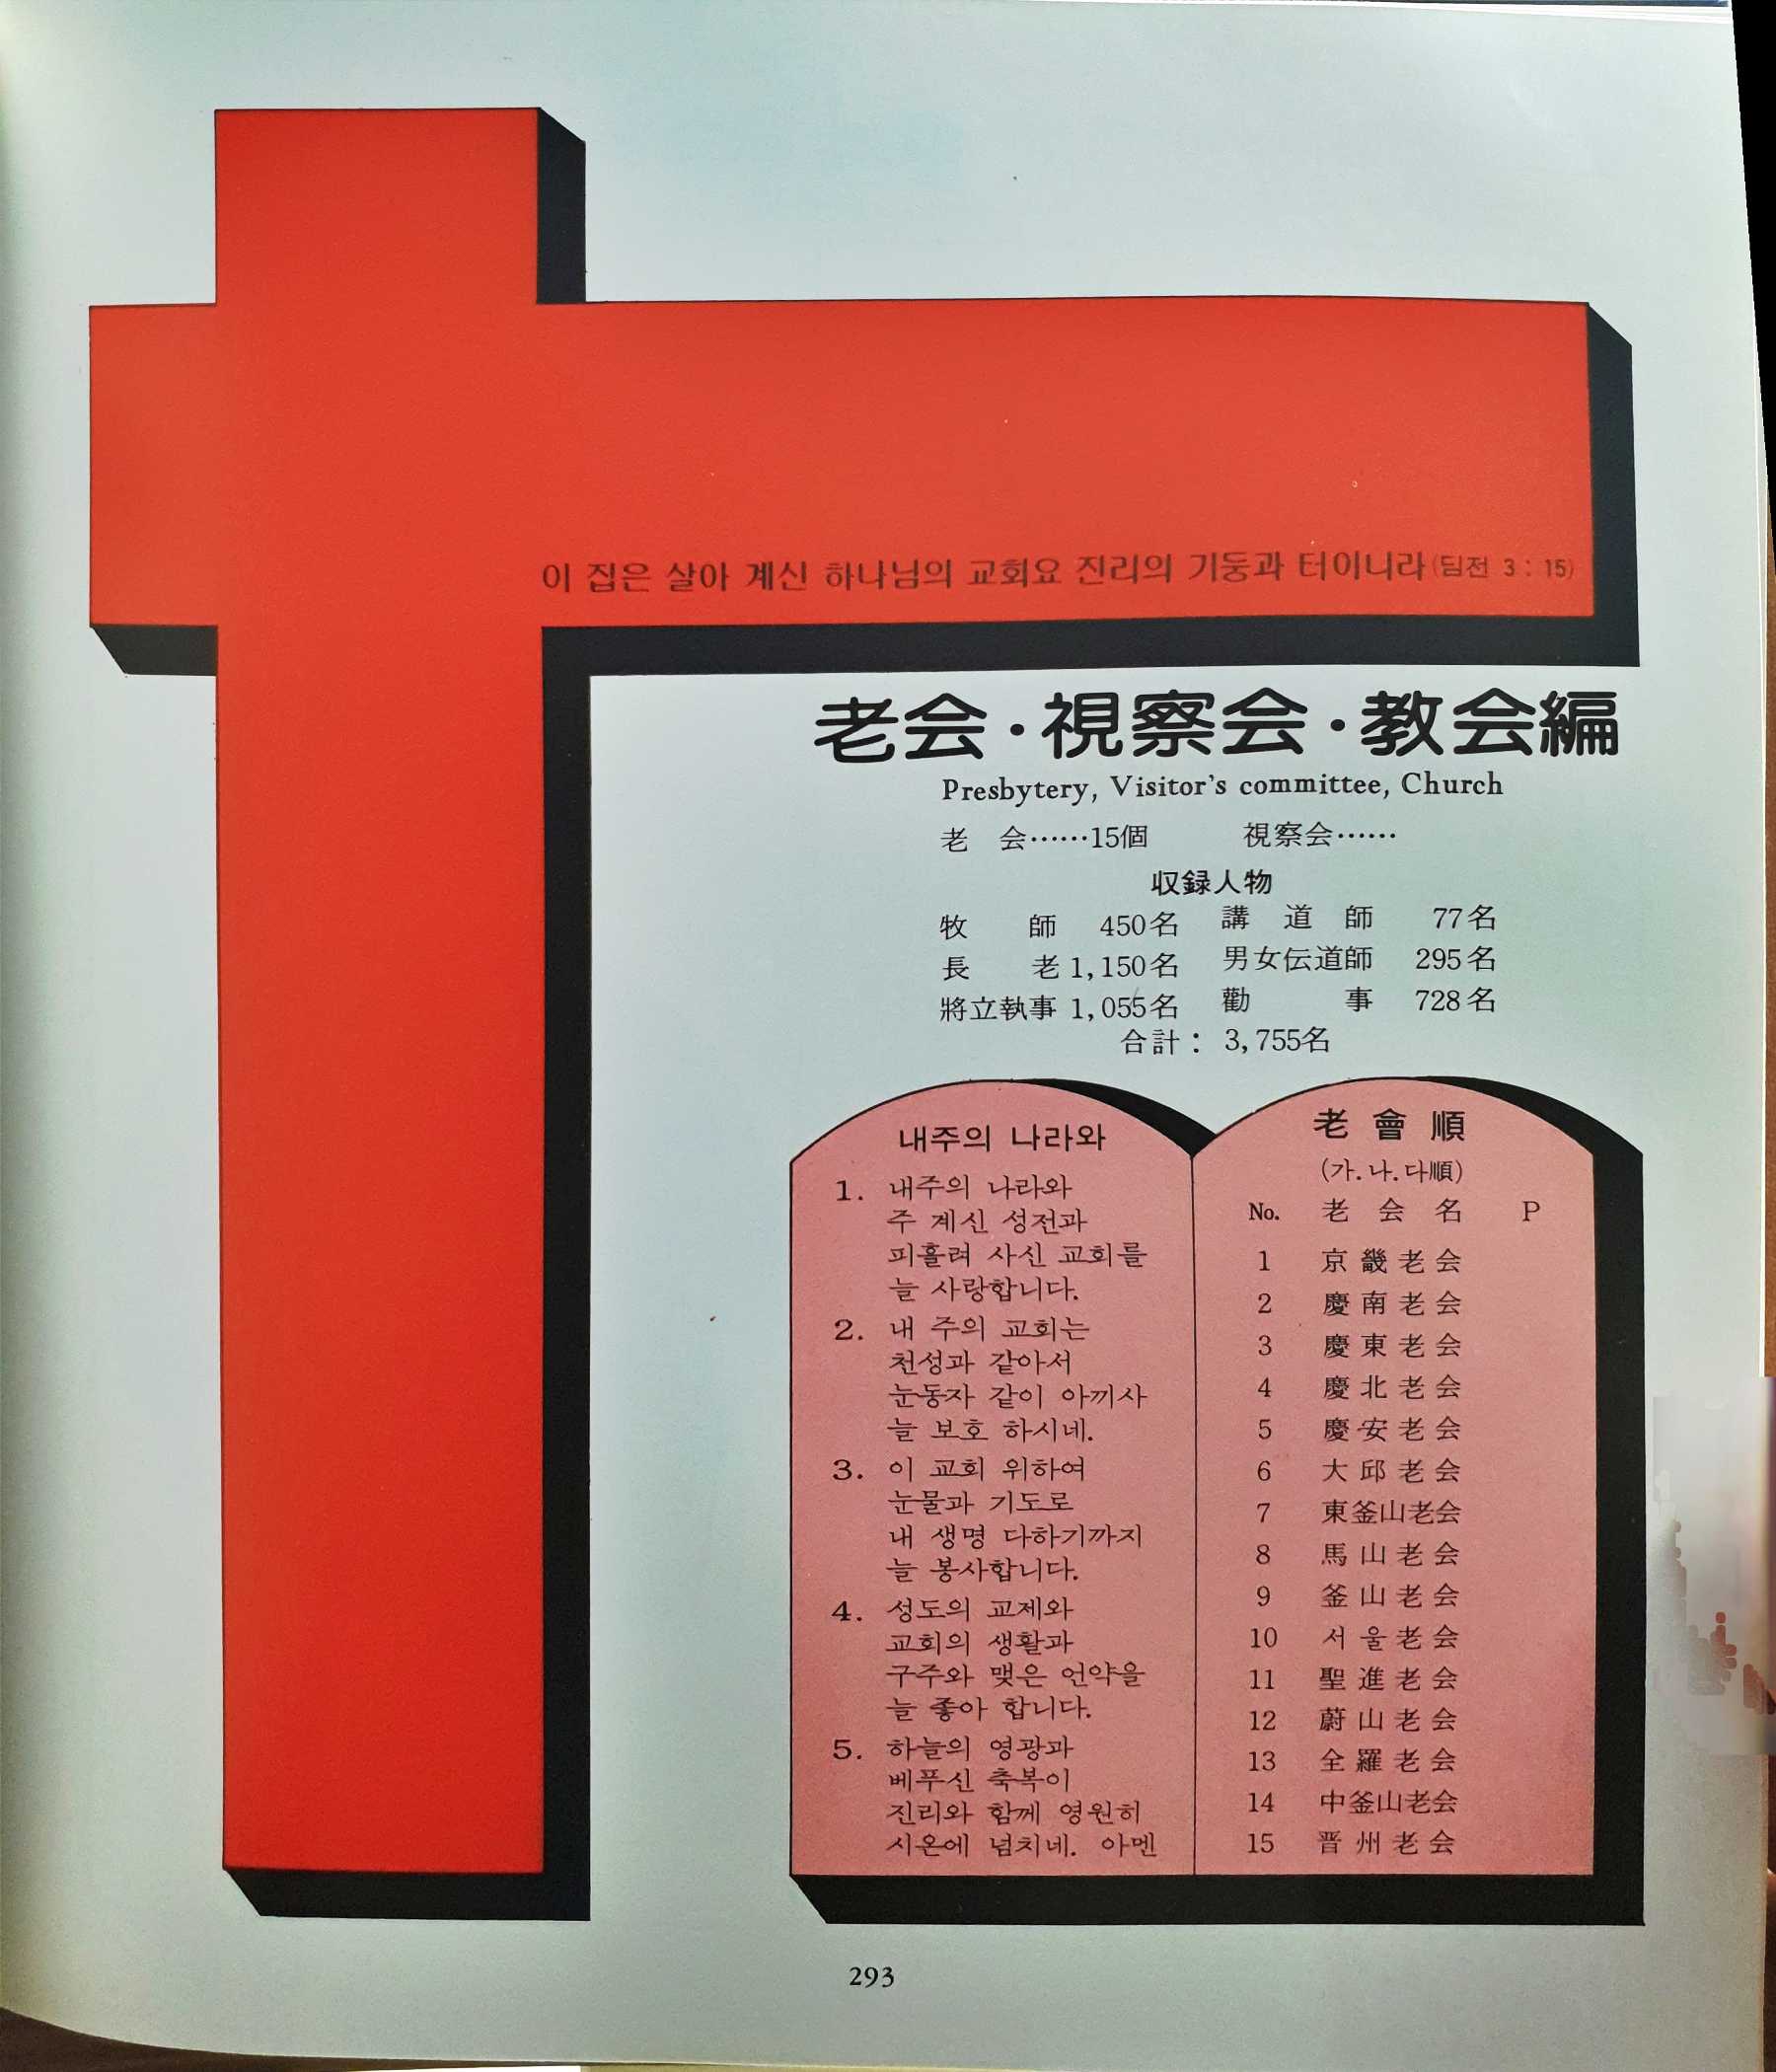 이 집은 살아 계신 하나님의 교회요 진리의 기둥과 터이니라(딤전 3 : 15)
老会·視察会·教会編
Presbytery, Visitor's committee, Church
老 会……15個 視察会……
収録人物
牧 師 450名 講 道 師 77名
長 老 1,150名 男女伝道師 295名
將立執事 1,055名 勸 事 728名
合計： 3,755名
내주의 나라와
1. 내주의 나라와
주 계신 성전과
피흘려 사신 교회를
늘 사랑합니다.
2. 내 주의 교회는
천성과 같아서
눈동자 같이 아끼사
늘 보호 하시네.
3. 이 교회 위하여
눈물과 기도로
내 생명 다하기까지
늘 봉사합니다.
4. 성도의 교제와
교회의 생활과
구주와 맺은 언약을
늘 좋아 합니다.
5. 하늘의 영광과
베푸신 축복이
진리와 함께 영원히
시온에 넘치네. 아멘
老 會 順
(가.나.다順)
No. 老 会 名 P
1 京畿老会
2 慶南老会
3 慶東老会
4 慶北老会
5 慶安老会
6 大邱老会
7 東釜山老会
8 馬山老会
9 釜山老会
10 서울老会
11 聖進老会
12 蔚山老会
13 全羅老会
14 中釜山老会
15 晋州老会
293